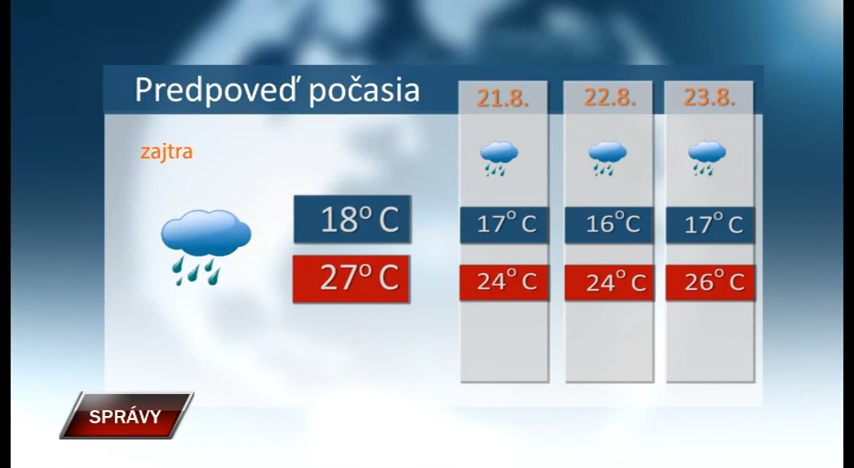 Predpoveď počasia
zajtra
18° C
27° C
21.8.
17° C
24° C
22.8.
16°C
24° C
23.8.
17° C
26° C
SPRÁVY